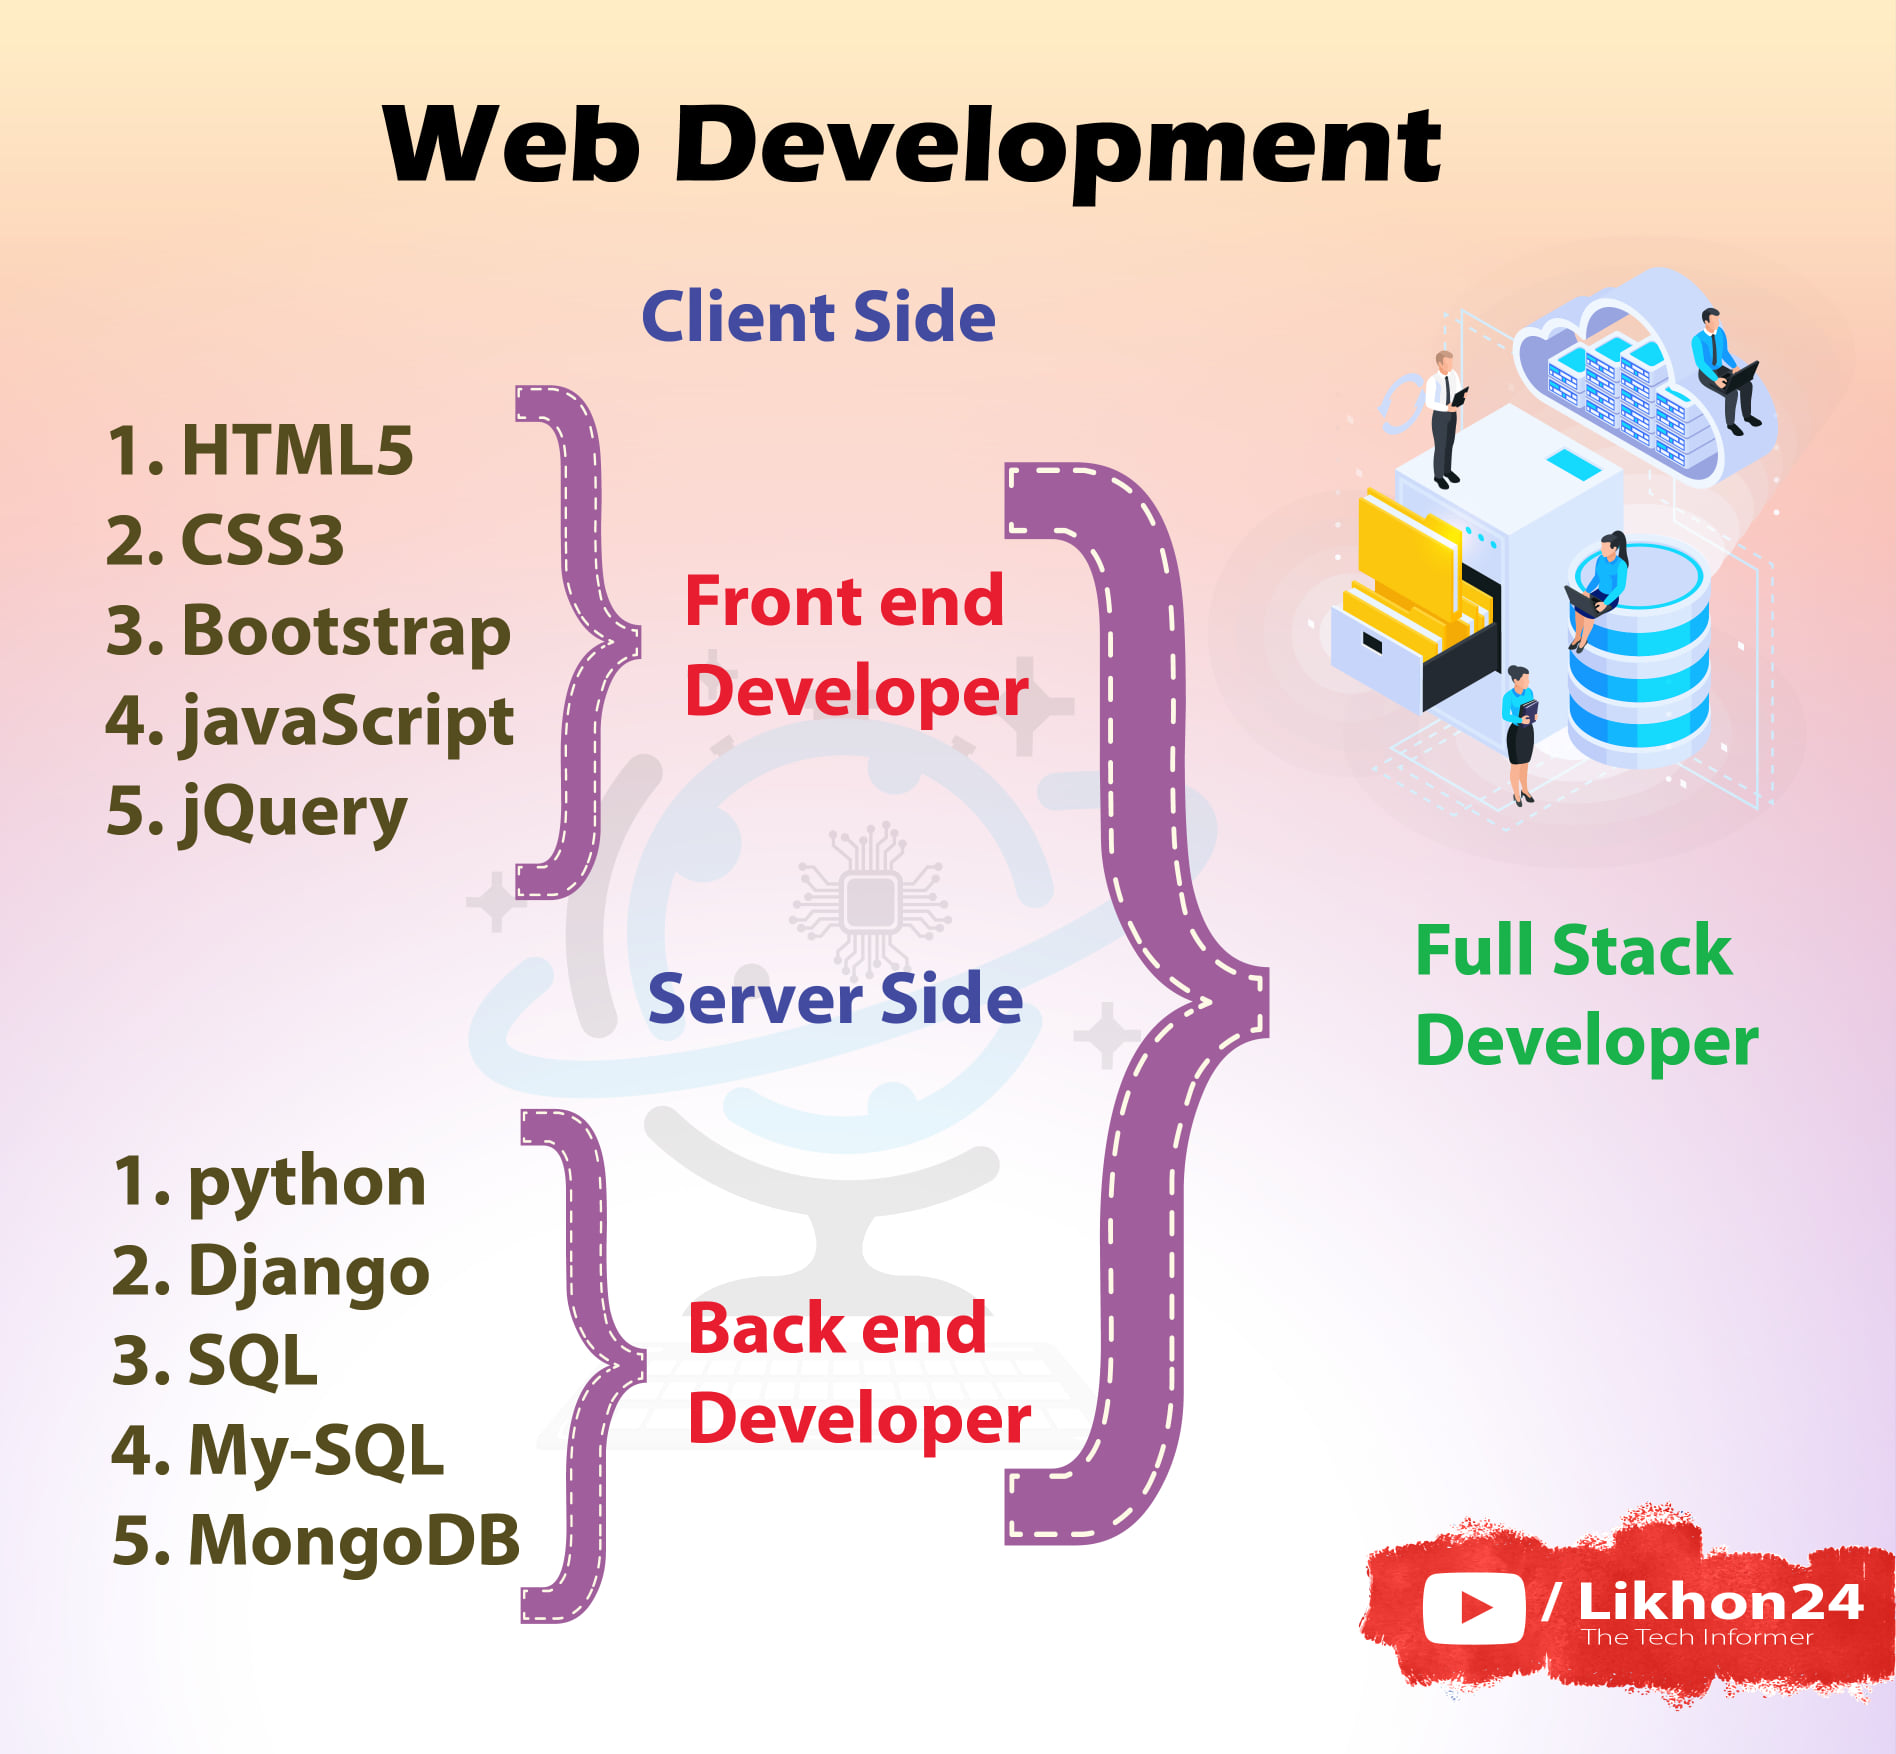 Web Development
Client Side
1. HTML5
2. CSS3
3. Bootstrap
4. javaScript
5. jQuery
Front end
Developer
Server Side
Full Stack
Developer
1. python
2. Django
3. SQL
4. My-SQL
5. MongoDB
Back end
Developer
/ Likhon24
The Tech Informer